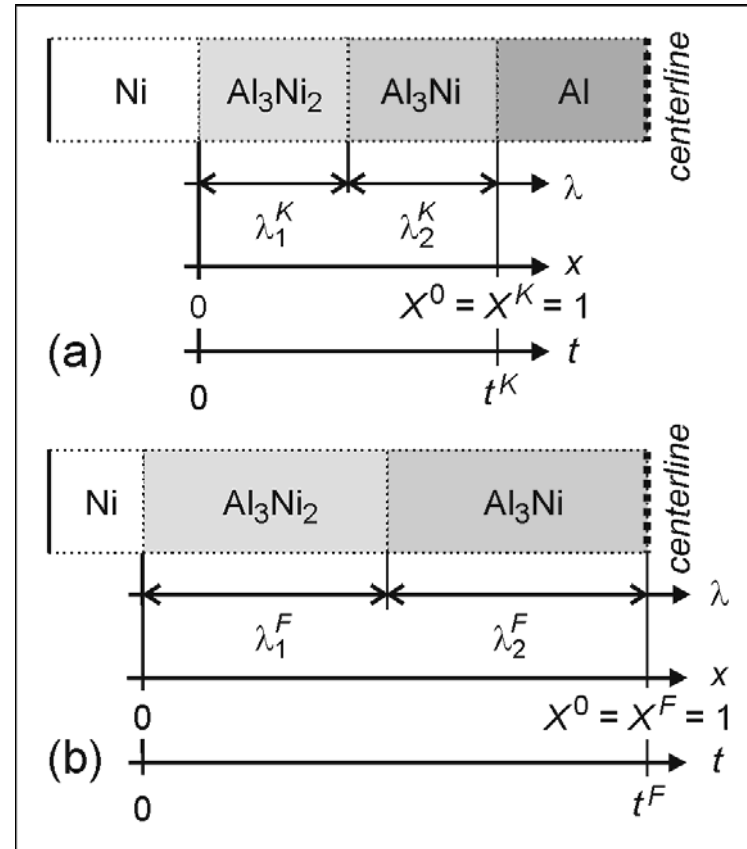 Ni Al₃Ni₂ Al₃Ni Al centerline
λ
λ₁ᴷ λ₂ᴷ
x
0 X⁰ = Xᴷ = 1
(a) t
0 tᴷ
Ni Al₃Ni₂ Al₃Ni centerline
λ
λ₁ᶠ λ₂ᶠ
x
0 X⁰ = Xᶠ = 1
(b) t
0 tᶠ